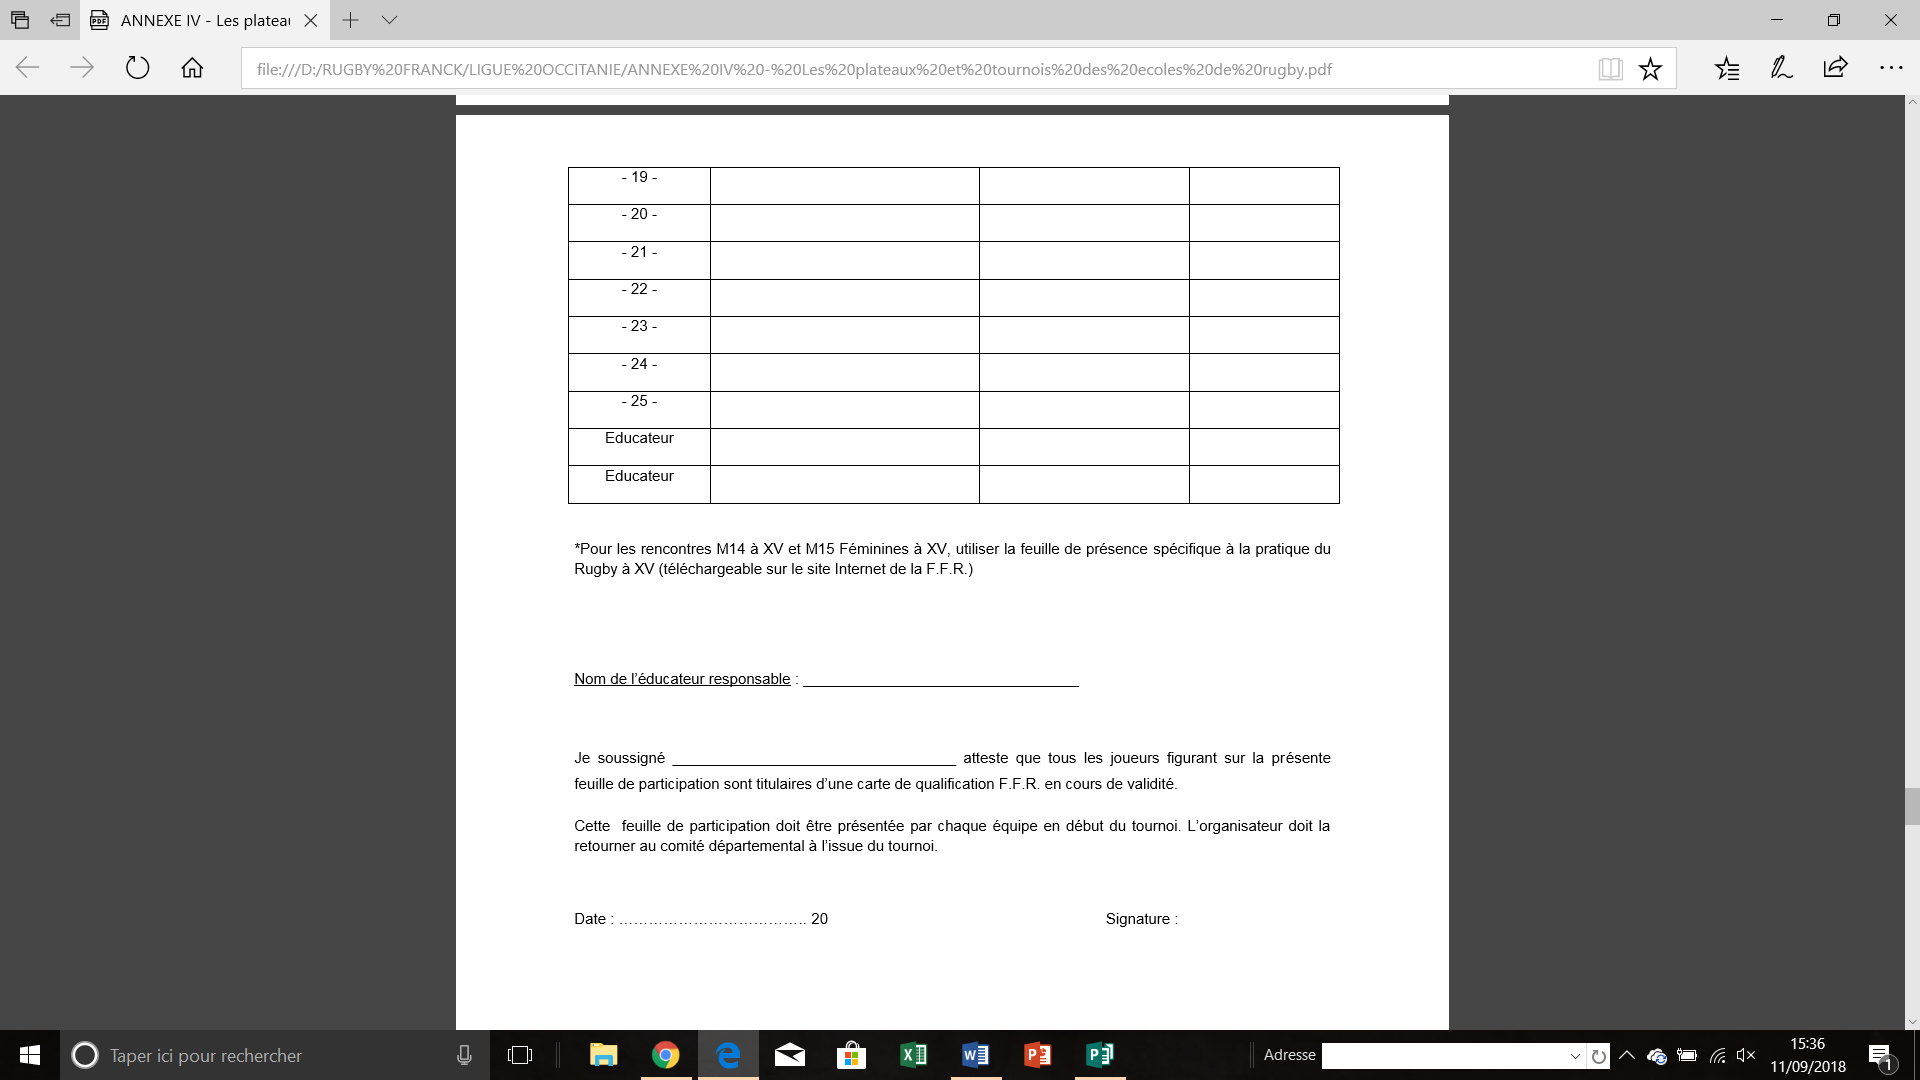 ANNEXE IV - Les plateau
file:///D:/RUGBY%20FRANCK/LIGUE%20OCCITANIE/ANNEXE%20IV%20-%20Les%20plateaux%20et%20tournois%20des%20ecoles%20de%20rugby.pdf
- 19 -
- 20 -
- 21 -
- 22 -
- 23 -
- 24 -
- 25 -
Educateur
Educateur
*Pour les rencontres M14 à XV et M15 Féminines à XV, utiliser la feuille de présence spécifique à la pratique du
Rugby à XV (téléchargeable sur le site Internet de la F.F.R.)
Nom de l’éducateur responsable : _________________________________
Je soussigné __________________________________ atteste que tous les joueurs figurant sur la présente
feuille de participation sont titulaires d’une carte de qualification F.F.R. en cours de validité.
Cette feuille de participation doit être présentée par chaque équipe en début du tournoi. L’organisateur doit la
retourner au comité départemental à l’issue du tournoi.
Date : ……………………………….. 20 Signature :
Taper ici pour rechercher
Adresse
15:36
11/09/2018
1